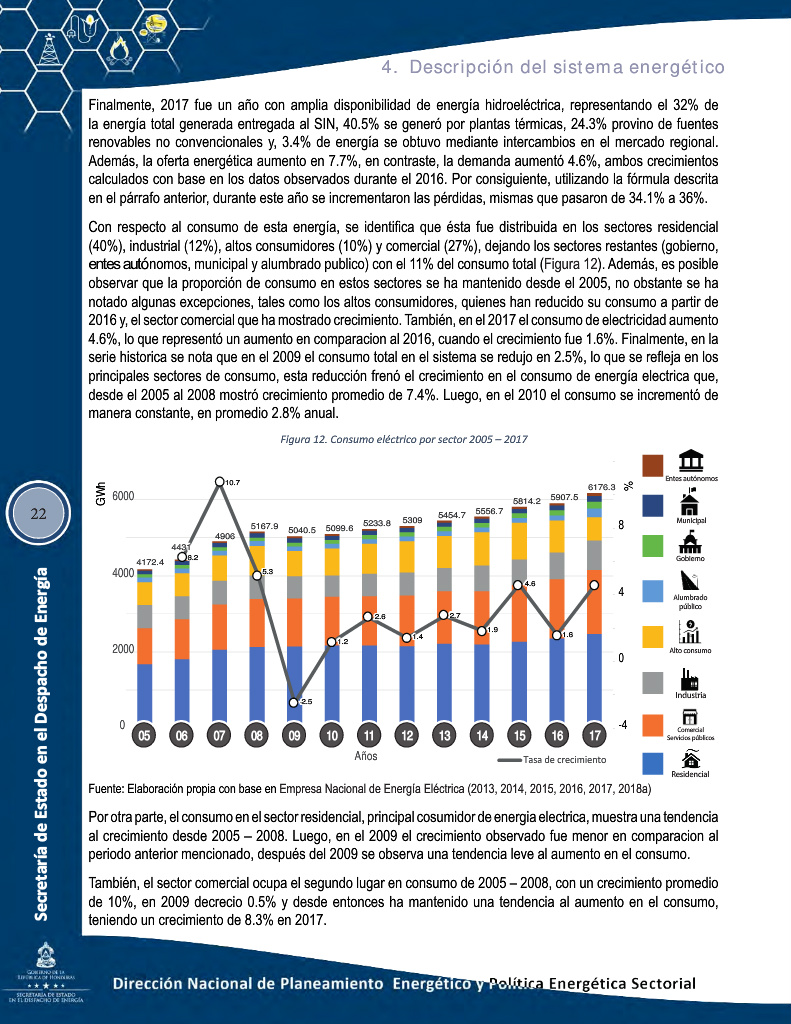 4. Descripción del sistema energético
Finalmente, 2017 fue un año con amplia disponibilidad de energía hidroeléctrica, representando el 32% de
la energía total generada entregada al SIN, 40.5% se generó por plantas térmicas, 24.3% provino de fuentes
renovables no convencionales y, 3.4% de energía se obtuvo mediante intercambios en el mercado regional.
Además, la oferta energética aumento en 7.7%, en contraste, la demanda aumentó 4.6%, ambos crecimientos
calculados con base en los datos observados durante el 2016. Por consiguiente, utilizando la fórmula descrita
en el párrafo anterior, durante este año se incrementaron las pérdidas, mismas que pasaron de 34.1% a 36%.
Con respecto al consumo de esta energía, se identifica que ésta fue distribuida en los sectores residencial
(40%), industrial (12%), altos consumidores (10%) y comercial (27%), dejando los sectores restantes (gobierno,
entes autónomos, municipal y alumbrado publico) con el 11% del consumo total (Figura 12). Además, es posible
observar que la proporción de consumo en estos sectores se ha mantenido desde el 2005, no obstante se ha
notado algunas excepciones, tales como los altos consumidores, quienes han reducido su consumo a partir de
2016 y, el sector comercial que ha mostrado crecimiento. También, en el 2017 el consumo de electricidad aumento
4.6%, lo que representó un aumento en comparacion al 2016, cuando el crecimiento fue 1.6%. Finalmente, en la
serie historica se nota que en el 2009 el consumo total en el sistema se redujo en 2.5%, lo que se refleja en los
principales sectores de consumo, esta reducción frenó el crecimiento en el consumo de energía electrica que,
desde el 2005 al 2008 mostró crecimiento promedio de 7.4%. Luego, en el 2010 el consumo se incrementó de
manera constante, en promedio 2.8% anual.
Figura 12. Consumo eléctrico por sector 2005 – 2017
GWh
6000
4000
2000
0
4172.4
4431
4906
5167.9
5040.5
5099.6
5233.8
5309
5454.7
5556.7
5814.2
5907.5
6176.3
6.2
10.7
5.3
-2.5
1.2
2.6
1.4
2.7
1.9
4.6
1.6
%
8
4
0
-4
05 06 07 08 09 10 11 12 13 14 15 16 17
Años
Tasa de crecimiento
Entes autónomos
Municipal
Gobierno
Alumbrado
público
Alto consumo
Industria
Comercial
Servicios públicos
Residencial
Fuente: Elaboración propia con base en Empresa Nacional de Energía Eléctrica (2013, 2014, 2015, 2016, 2017, 2018a)
Por otra parte, el consumo en el sector residencial, principal cosumidor de energia electrica, muestra una tendencia
al crecimiento desde 2005 – 2008. Luego, en el 2009 el crecimiento observado fue menor en comparacion al
periodo anterior mencionado, después del 2009 se observa una tendencia leve al aumento en el consumo.
También, el sector comercial ocupa el segundo lugar en consumo de 2005 – 2008, con un crecimiento promedio
de 10%, en 2009 decrecio 0.5% y desde entonces ha mantenido una tendencia al aumento en el consumo,
teniendo un crecimiento de 8.3% en 2017.
22
Secretaría de Estado en el Despacho de Energía
GOBIERNO DE LA
REPÚBLICA DE HONDURAS
SECRETARÍA DE ESTADO
EN EL DESPACHO DE ENERGÍA
Dirección Nacional de Planeamiento Energético y Política Energética Sectorial